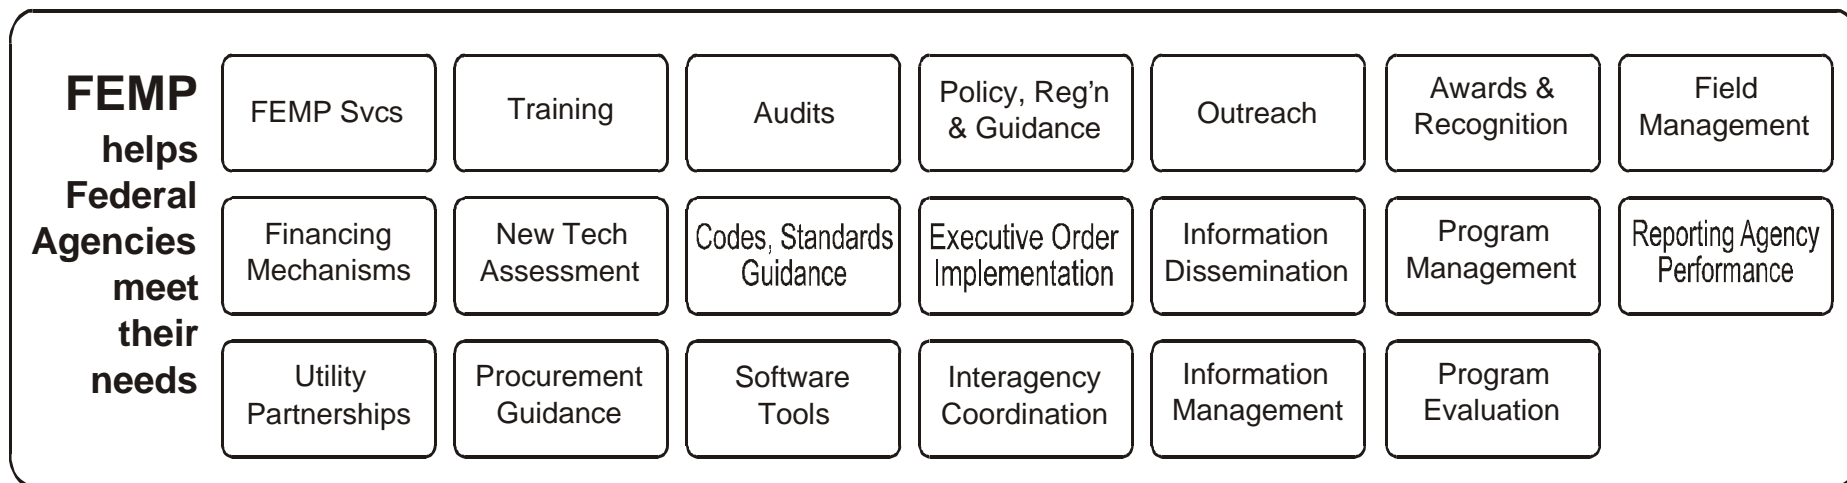 FEMP
helps
Federal
Agencies
meet
their
needs
FEMP Svcs
Training
Audits
Policy, Reg'n
& Guidance
Outreach
Awards &
Recognition
Field
Management
Financing
Mechanisms
New Tech
Assessment
Codes, Standards
Guidance
Executive Order
Implementation
Information
Dissemination
Program
Management
Reporting Agency
Performance
Utility
Partnerships
Procurement
Guidance
Software
Tools
Interagency
Coordination
Information
Management
Program
Evaluation